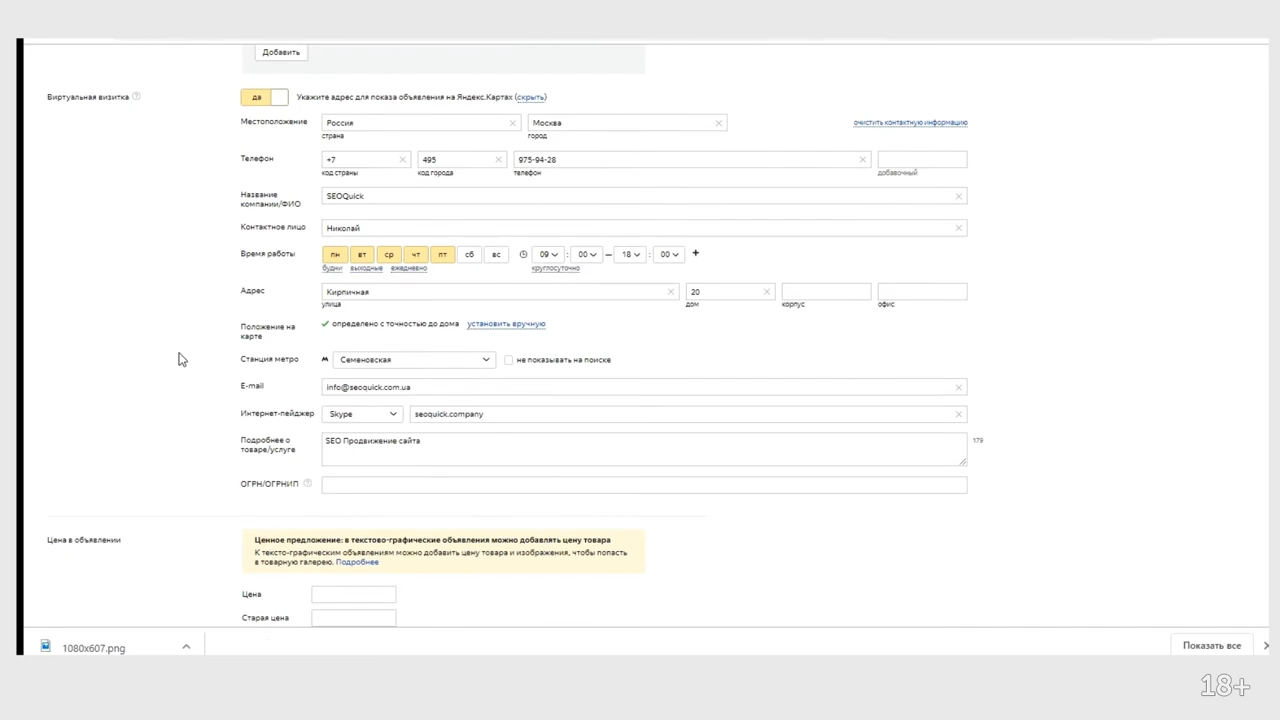 Добавить
Виртуальная визитка ?
да Укажите адрес для показа объявления на Яндекс.Картах (скрыть)
Местоположение Россия Москва очистить контактную информацию
страна город
Телефон +7 495 975-94-28
код страны код города телефон добавочный
Название компании/ФИО SEOQuick
Контактное лицо Николай
Время работы пн вт ср чт пт сб вс 09 : 00 – 18 : 00 +
будни выходные ежедневно круглосуточно
Адрес Кирпичная 20
улица дом корпус офис
Положение на карте определено с точностью до дома установить вручную
Станция метро Семеновская не показывать на поиске
E-mail info@seoquick.com.ua
Интернет-пейджер Skype seoquick.company
Подробнее о товаре/услуге SEO Продвижение сайта 179
ОГРН/ОГРНИП ?
Цена в объявлении Ценное предложение: в текстово-графические объявления можно добавлять цену товара
К тексто-графическим объявлениям можно добавить цену товара и изображения, чтобы попасть
в товарную галерею. Подробнее
Цена
Старая цена
1080x607.png Показать все
18+